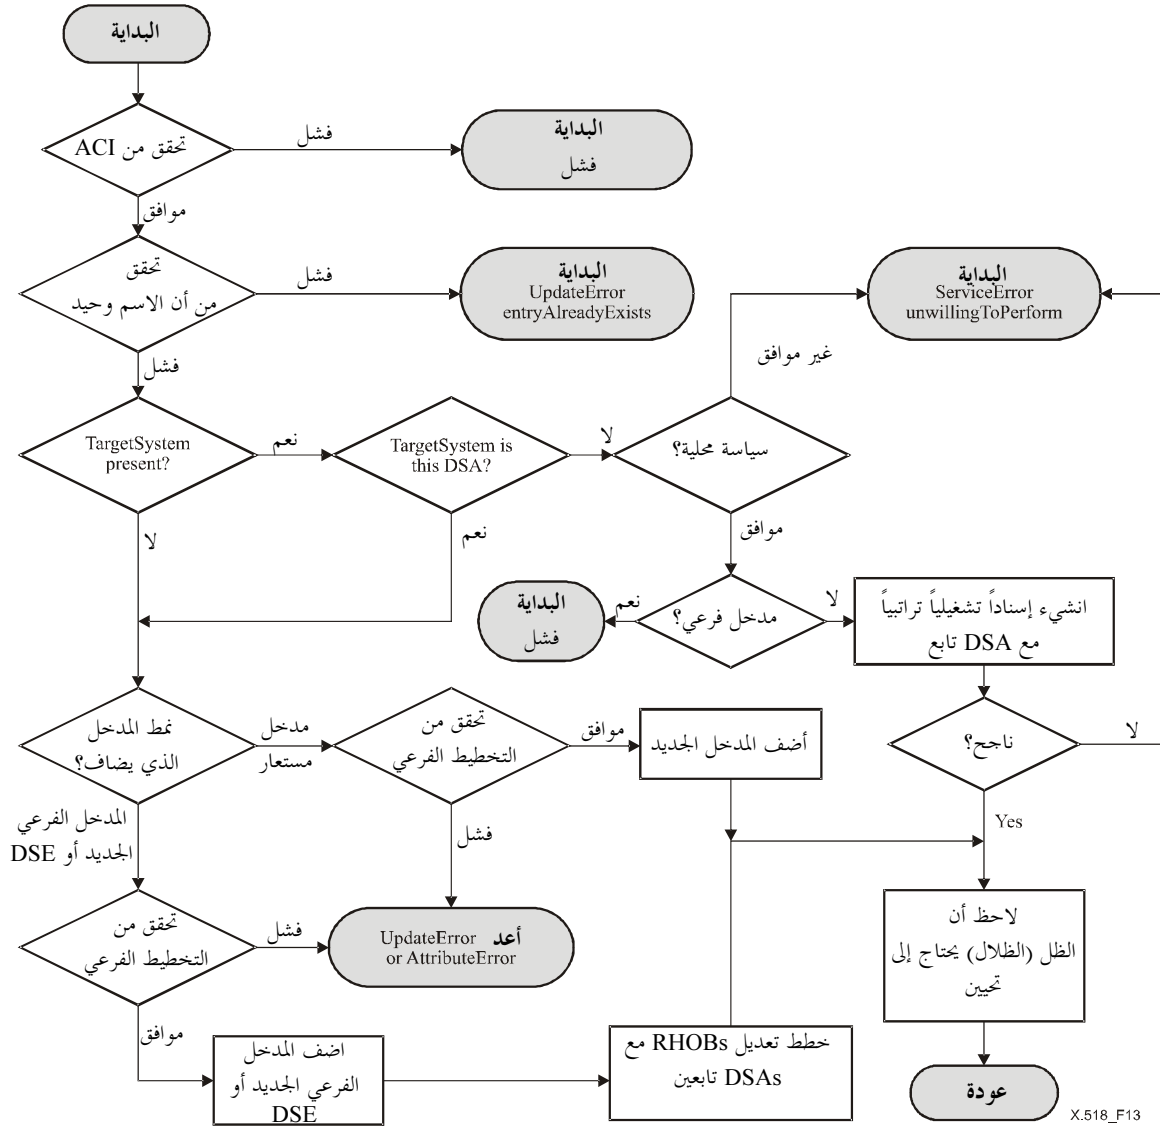 البداية
تحقق من ACI
فشل
البداية
فشل
موافق
تحقق
من أن الاسم وحيد
فشل
البداية
UpdateError
entryAlreadyExists
البداية
ServiceError
unwillingToPerform
فشل
غير موافق
TargetSystem
present?
نعم
TargetSystem is
this DSA?
لا
سياسة محلية؟
لا
نعم
موافق
البداية
فشل
نعم
مدخل فرعي؟
لا
انشيء إسناداً تشغيلياً تراتبياً
مع DSA تابع
نمط المدخل
الذي يضاف؟
مدخل
مستعار
تحقق من
التخطيط الفرعي
موافق
أضف المدخل الجديد
ناجح؟
لا
المدخل الفرعي
الجديد أو DSE
فشل
Yes
تحقق من
التخطيط الفرعي
فشل
أعد UpdateError
or AttributeError
لاحظ أن
الظل (الظلال) يحتاج إلى
تحيين
موافق
اضف المدخل
الفرعي الجديد أو
DSE
خطط تعديل RHOBs مع
DSAs تابعين
عودة
X.518_F13